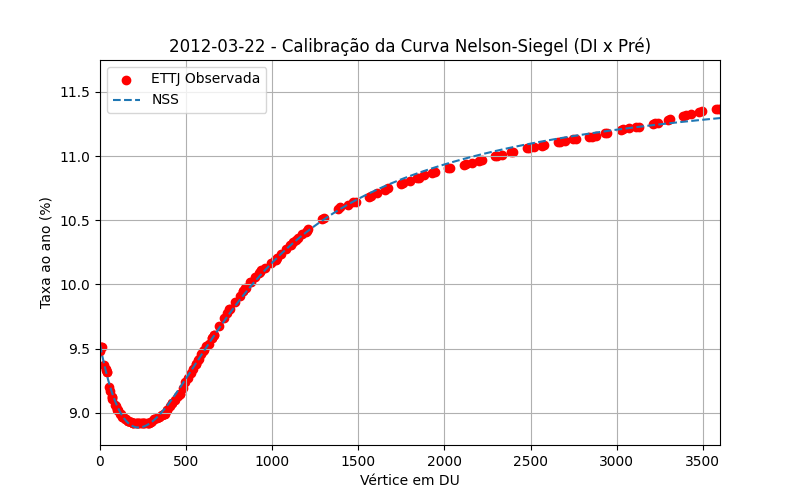 2012-03-22 - Calibração da Curva Nelson-Siegel (DI x Pré)
ETTJ Observada
NSS
Taxa ao ano (%)
11.5
11.0
10.5
10.0
9.5
9.0
0 500 1000 1500 2000 2500 3000 3500
Vértice em DU